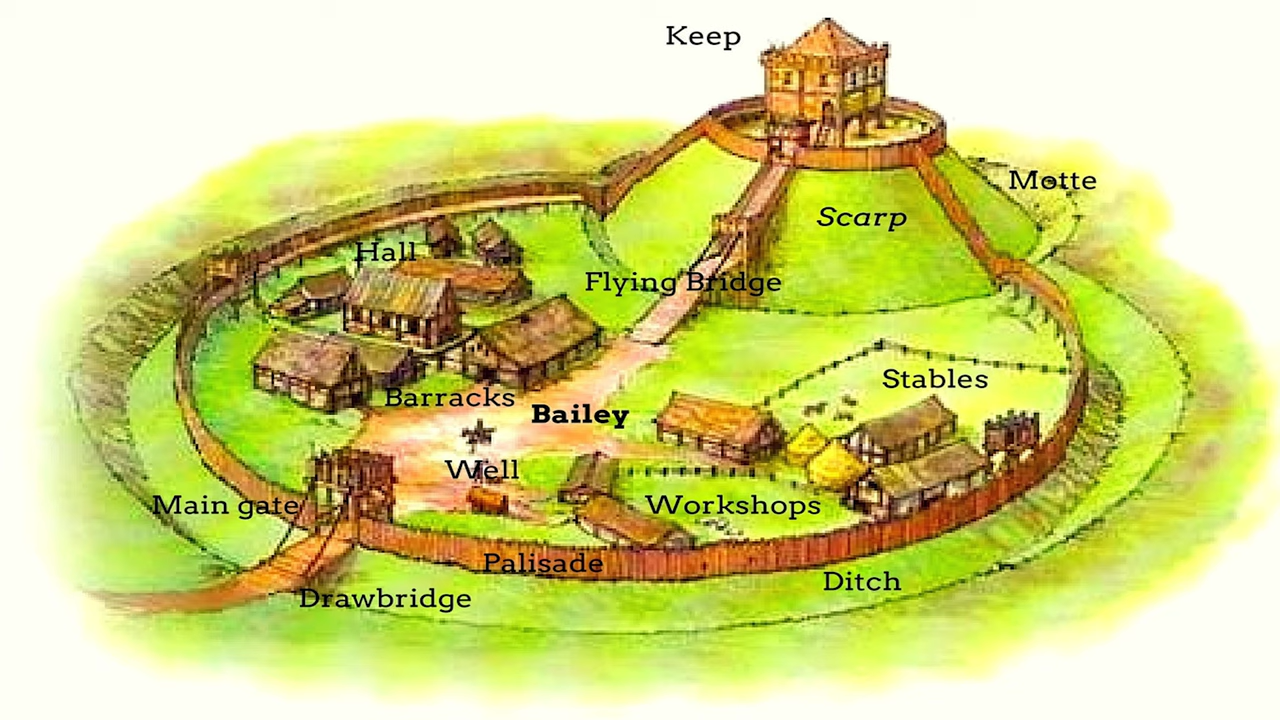 Keep
Motte
Scarp
Hall
Flying Bridge
Stables
Barracks
Bailey
Well
Main gate
Workshops
Palisade
Ditch
Drawbridge